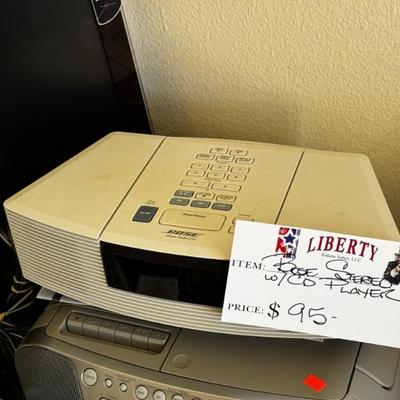 BOSE
LIBERTY
Estate Sales, LLC
ITEM: BOSE STEREO
W/CD PLAYER
PRICE: $ 95-